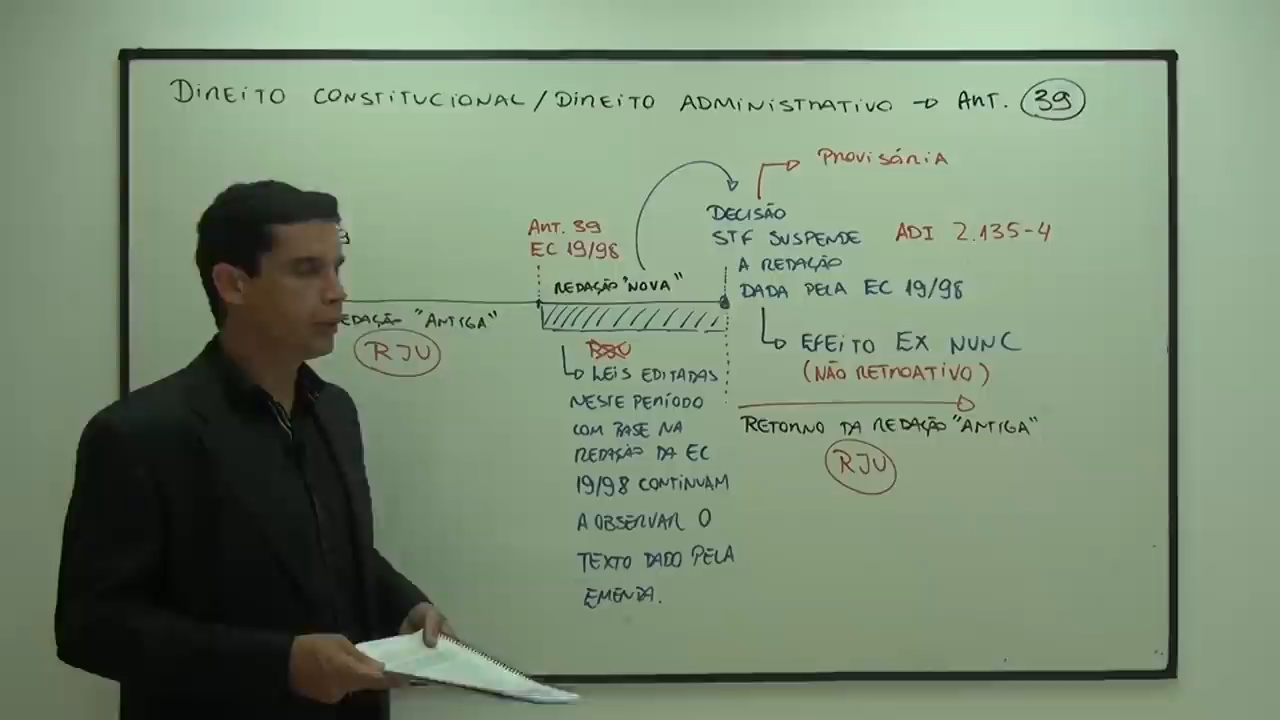 DIREITO CONSTITUCIONAL / DIREITO ADMINISTRATIVO → ART. 39
PROVISÓRIA
ART. 39
EC 19/98
REDAÇÃO "NOVA"
DECISÃO
STF SUSPENDE
A REDAÇÃO
DADA PELA EC 19/98
ADI 2.135-4
"ANTIGA"
RJU
RJU
LEIS EDITADAS
NESTE PERÍODO
COM BASE NA
REDAÇÃO DA EC
19/98 CONTINUAM
A OBSERVAR O
TEXTO DADO PELA
EMENDA.
EFEITO EX NUNC
(NÃO RETROATIVO)
RETORNO DA REDAÇÃO "ANTIGA"
RJU